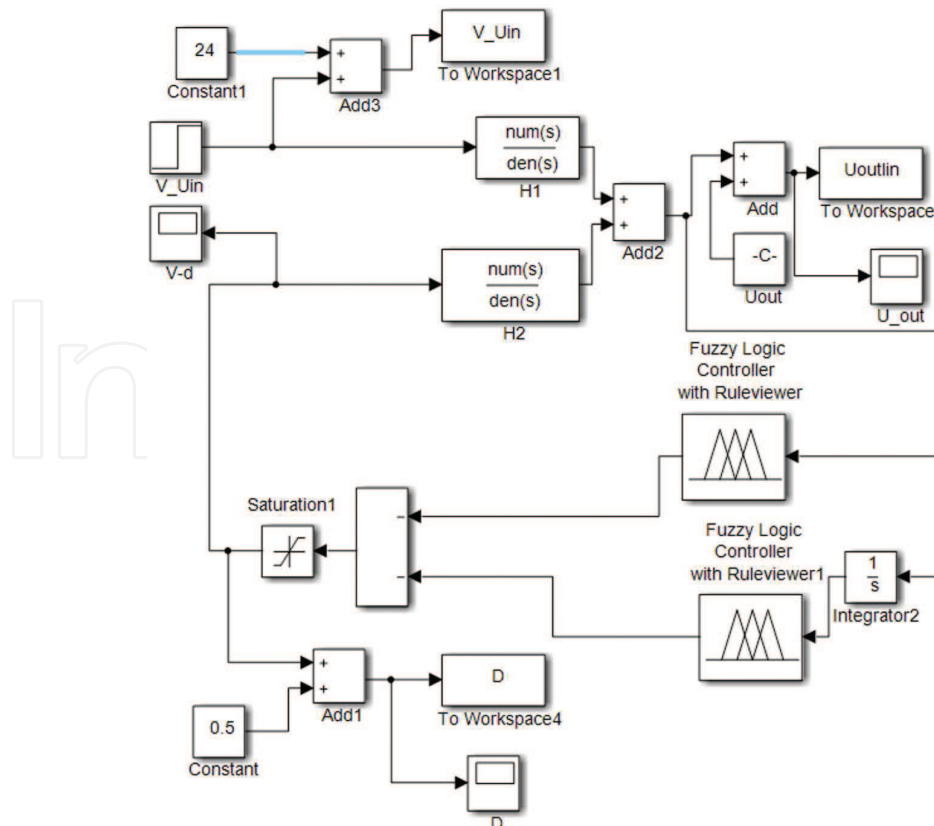 24
Constant1
+
+
Add3
V_Uin
To Workspace1
V_Uin
num(s)
den(s)
H1
V-d
num(s)
den(s)
H2
+
+
Add2
+
+
Add
Uoutlin
To Workspace
-C-
Uout
U_out
In
Fuzzy Logic
Controller
with Ruleviewer
Saturation1
-
-
Fuzzy Logic
Controller
with Ruleviewer1
1
s
Integrator2
+
+
Add1
0.5
Constant
D
To Workspace4
D